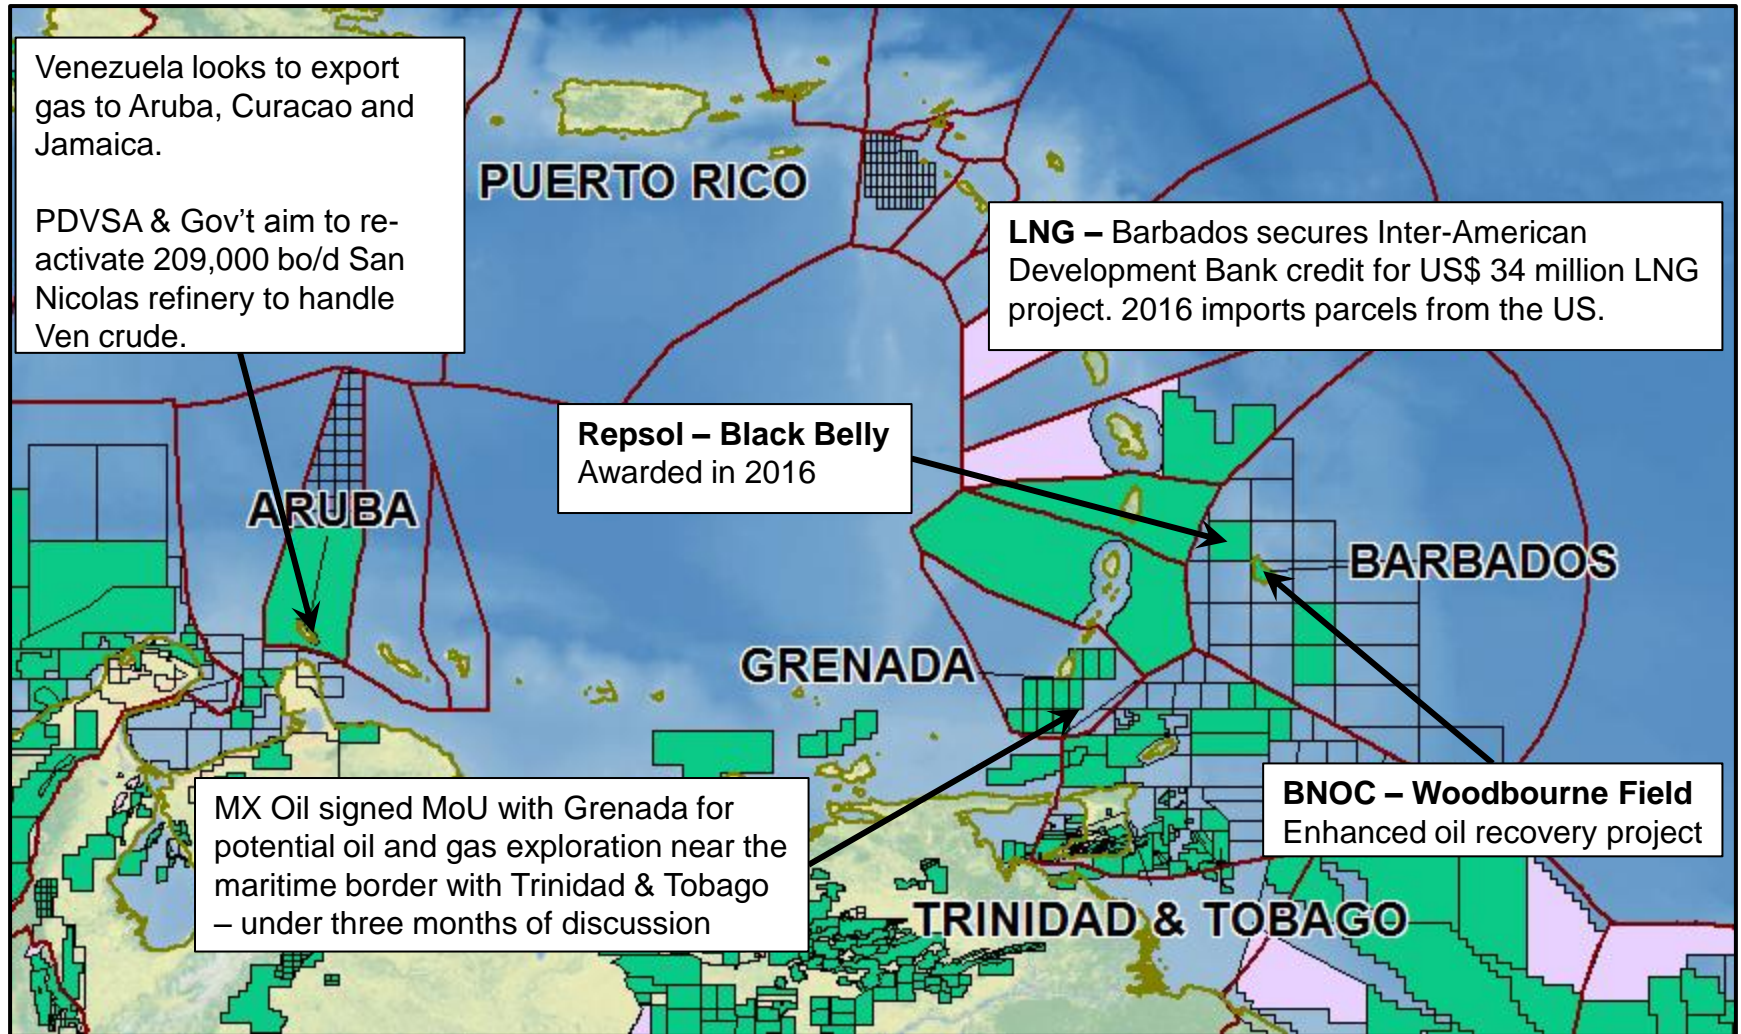 Venezuela looks to export
gas to Aruba, Curacao and
Jamaica.
PDVSA & Gov't aim to re-
activate 209,000 bo/d San
Nicolas refinery to handle
Ven crude.
PUERTO RICO
LNG – Barbados secures Inter-American
Development Bank credit for US$ 34 million LNG
project. 2016 imports parcels from the US.
Repsol – Black Belly
Awarded in 2016
ARUBA
BARBADOS
GRENADA
MX Oil signed MoU with Grenada for
potential oil and gas exploration near the
maritime border with Trinidad & Tobago
– under three months of discussion
BNOC – Woodbourne Field
Enhanced oil recovery project
TRINIDAD & TOBAGO